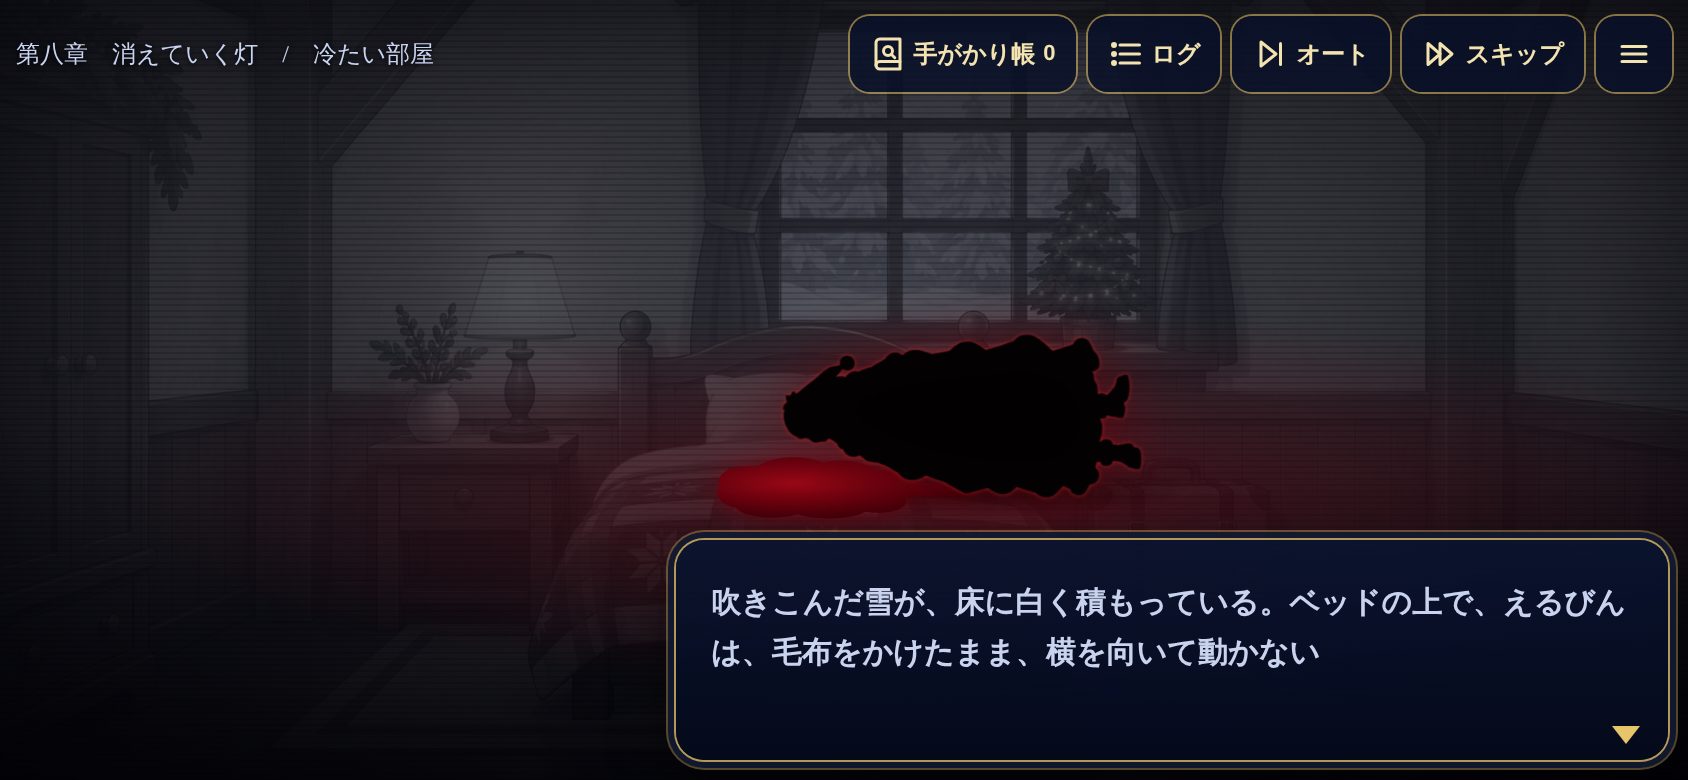 第八章　消えていく灯　/　冷たい部屋
手がかり帳 0
ログ
オート
スキップ
吹きこんだ雪が、床に白く積もっている。ベッドの上で、えるびん
は、毛布をかけたまま、横を向いて動かない